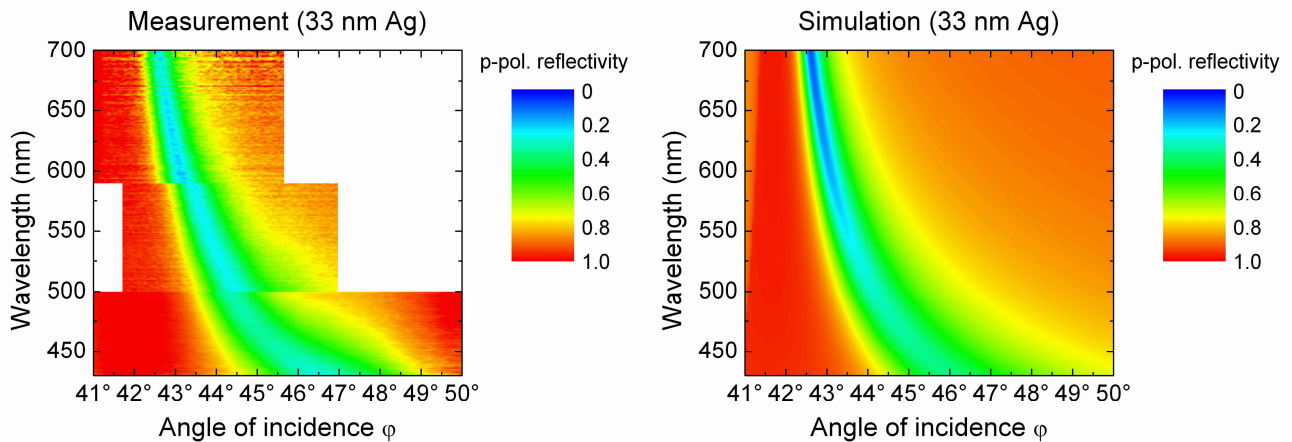 Measurement (33 nm Ag)
Wavelength (nm)
700
650
600
550
500
450
41° 42° 43° 44° 45° 46° 47° 48° 49° 50°
Angle of incidence φ
p-pol. reflectivity
0
0.2
0.4
0.6
0.8
1.0
Simulation (33 nm Ag)
Wavelength (nm)
700
650
600
550
500
450
41° 42° 43° 44° 45° 46° 47° 48° 49° 50°
Angle of incidence φ
p-pol. reflectivity
0
0.2
0.4
0.6
0.8
1.0